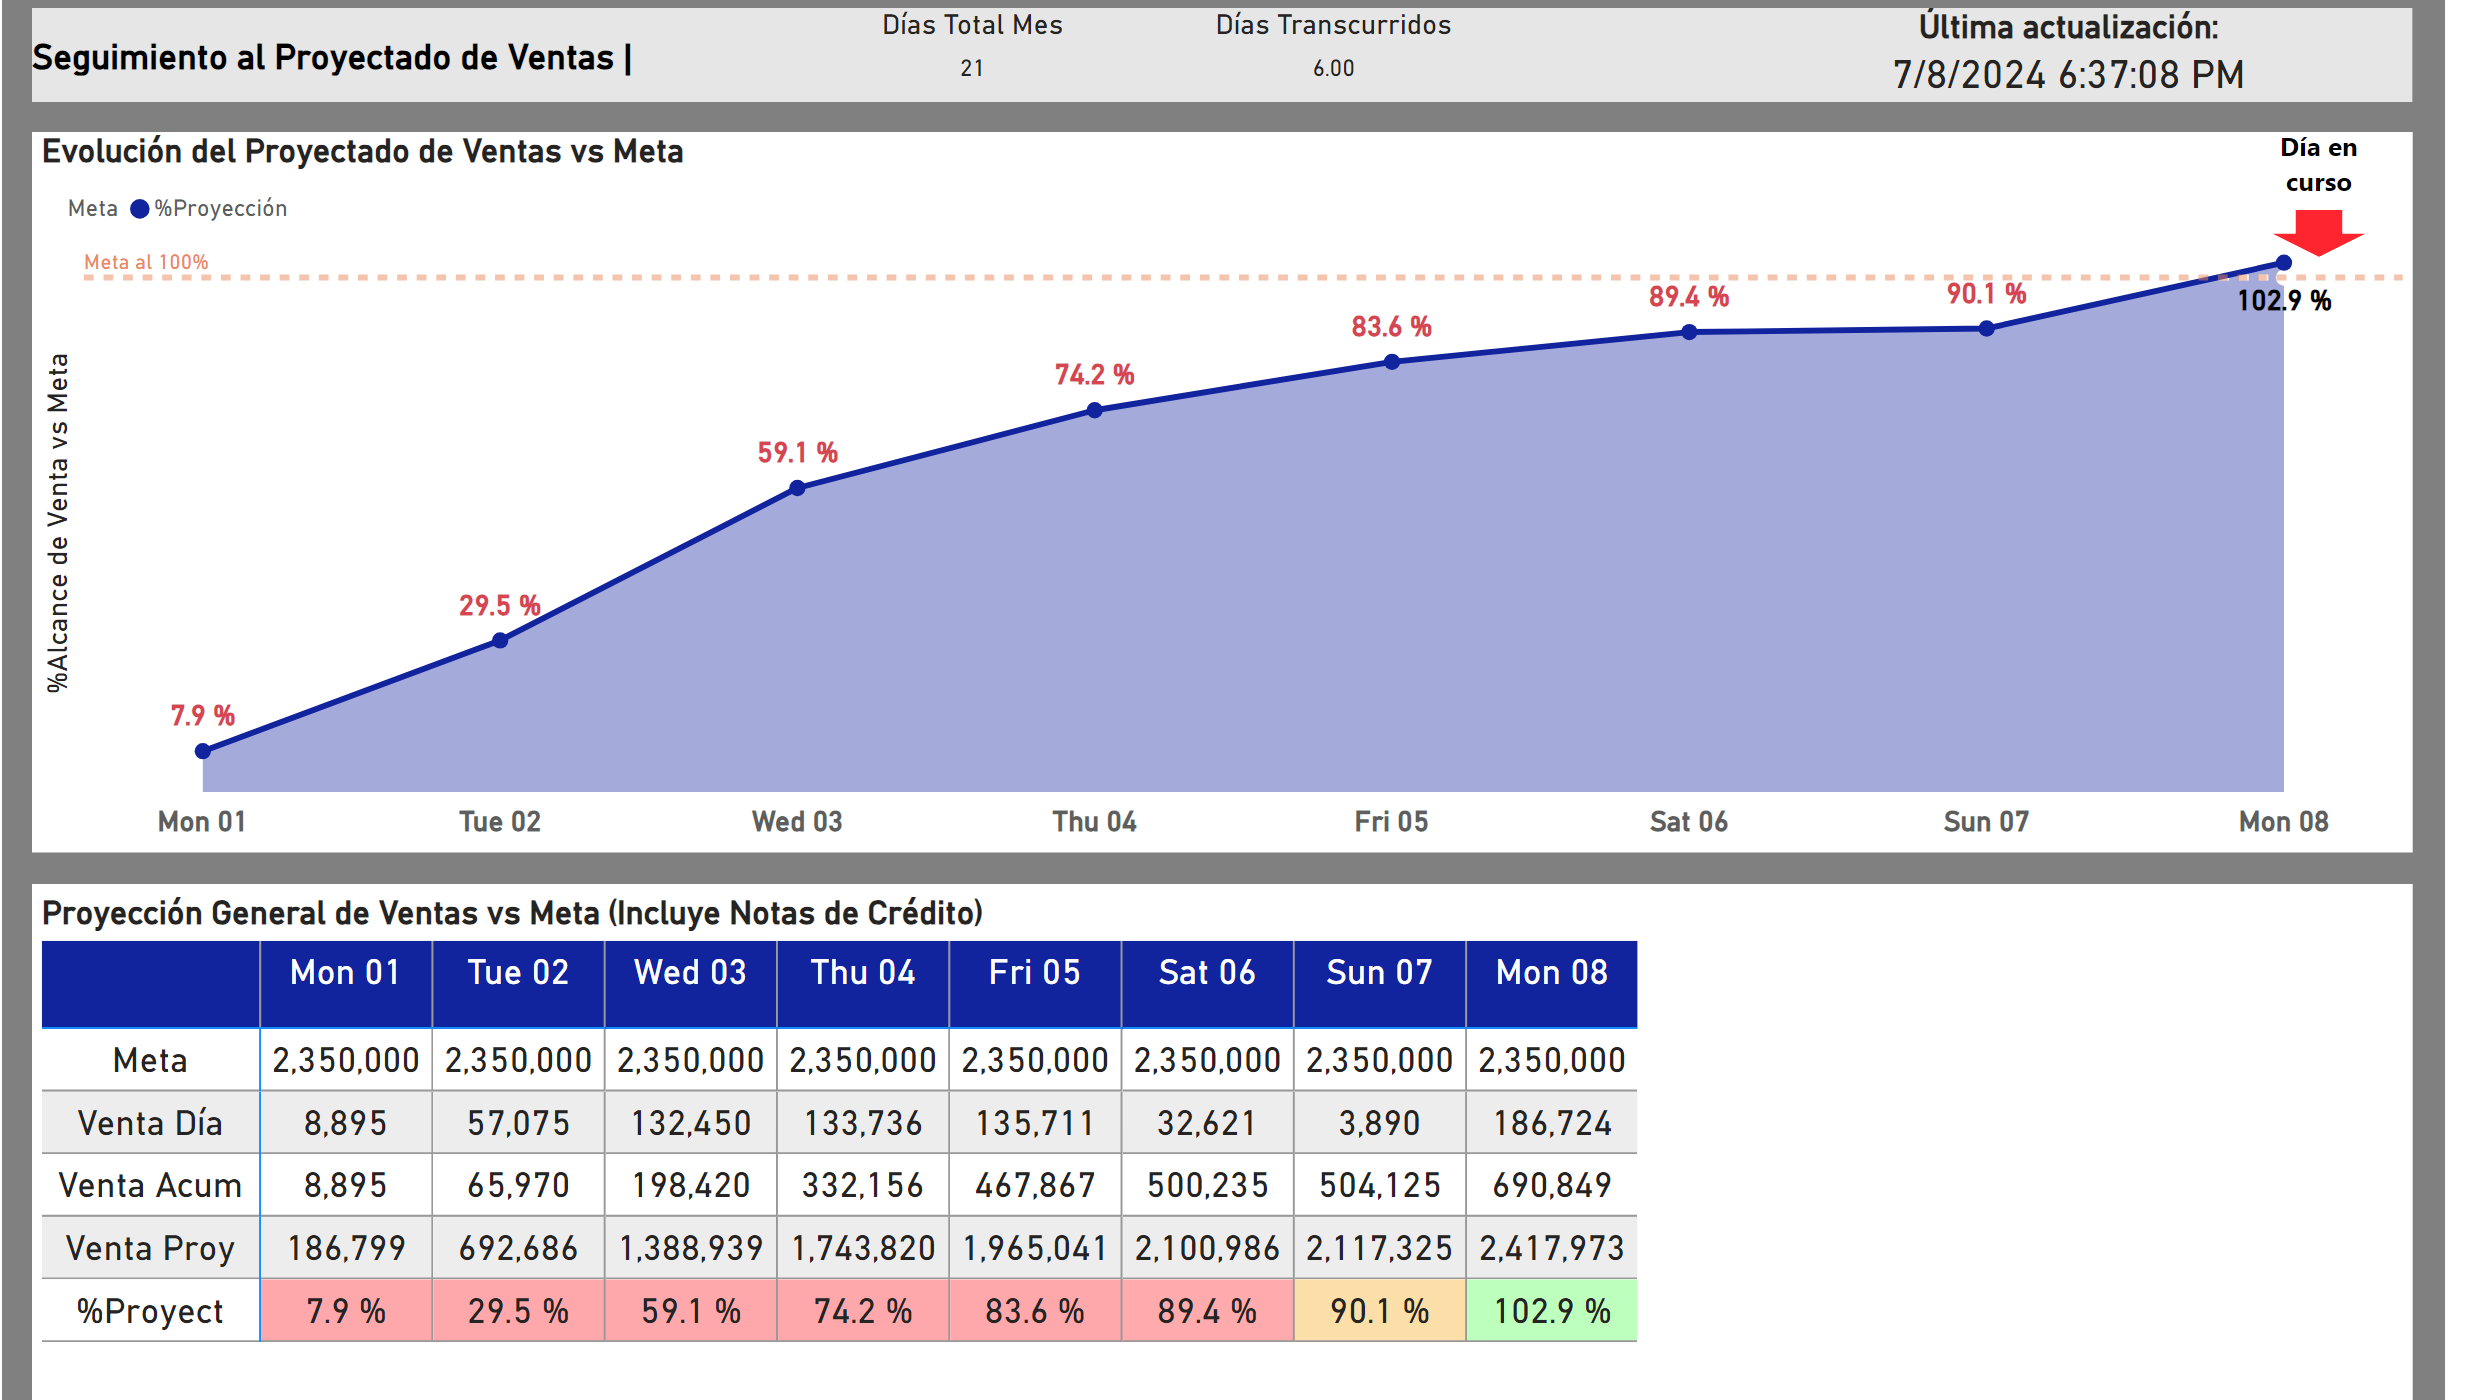 Seguimiento al Proyectado de Ventas |
Días Total Mes
21
Días Transcurridos
6.00
Última actualización:
7/8/2024 6:37:08 PM
Evolución del Proyectado de Ventas vs Meta
Día en
curso
Meta %Proyección
Meta al 100%
%Alcance de Venta vs Meta
7.9 %
29.5 %
59.1 %
74.2 %
83.6 %
89.4 %
90.1 %
102.9 %
Mon 01 Tue 02 Wed 03 Thu 04 Fri 05 Sat 06 Sun 07 Mon 08
Proyección General de Ventas vs Meta (Incluye Notas de Crédito)
Mon 01 Tue 02 Wed 03 Thu 04 Fri 05 Sat 06 Sun 07 Mon 08
Meta 2,350,000 2,350,000 2,350,000 2,350,000 2,350,000 2,350,000 2,350,000 2,350,000
Venta Día 8,895 57,075 132,450 133,736 135,711 32,621 3,890 186,724
Venta Acum 8,895 65,970 198,420 332,156 467,867 500,235 504,125 690,849
Venta Proy 186,799 692,686 1,388,939 1,743,820 1,965,041 2,100,986 2,117,325 2,417,973
%Proyect 7.9 % 29.5 % 59.1 % 74.2 % 83.6 % 89.4 % 90.1 % 102.9 %